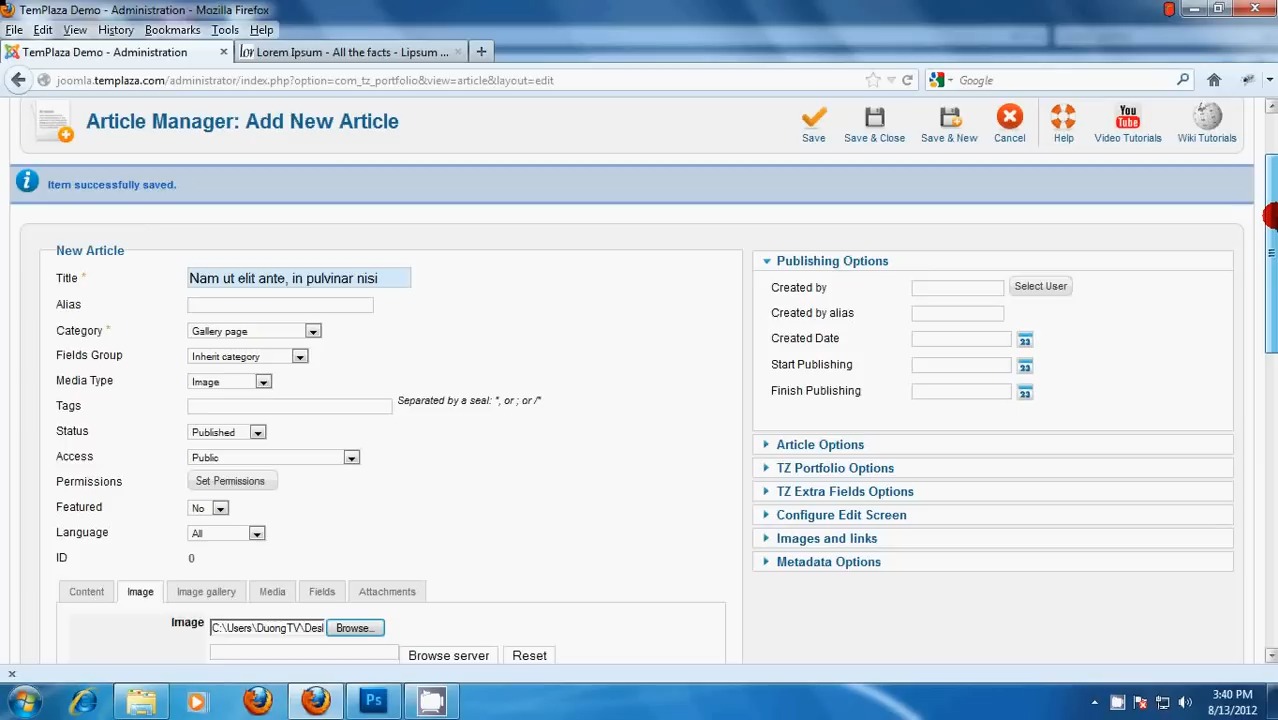 TemPlaza Demo - Administration - Mozilla Firefox
File Edit View History Bookmarks Tools Help
TemPlaza Demo - Administration × Lorem Ipsum - All the facts - Lipsum ... × +
joomla.templaza.com/administrator/index.php?option=com_tz_portfolio&view=article&layout=edit Google
Article Manager: Add New Article
Save Save & Close Save & New Cancel Help You Tube Video Tutorials Wiki Tutorials
Item successfully saved.
New Article
Title * Nam ut elit ante, in pulvinar nisi
Alias
Category * Gallery page
Fields Group Inherit category
Media Type Image
Tags Separated by a seal: ", or ; or /"
Status Published
Access Public
Permissions Set Permissions
Featured No
Language All
ID 0
Content Image Image gallery Media Fields Attachments
Image C:\Users\DuongTV\Desl Browse...
Browse server Reset
Publishing Options
Created by Select User
Created by alias
Created Date 23
Start Publishing 23
Finish Publishing 23
Article Options
TZ Portfolio Options
TZ Extra Fields Options
Configure Edit Screen
Images and links
Metadata Options
×
Ps
3:40 PM
8/13/2012